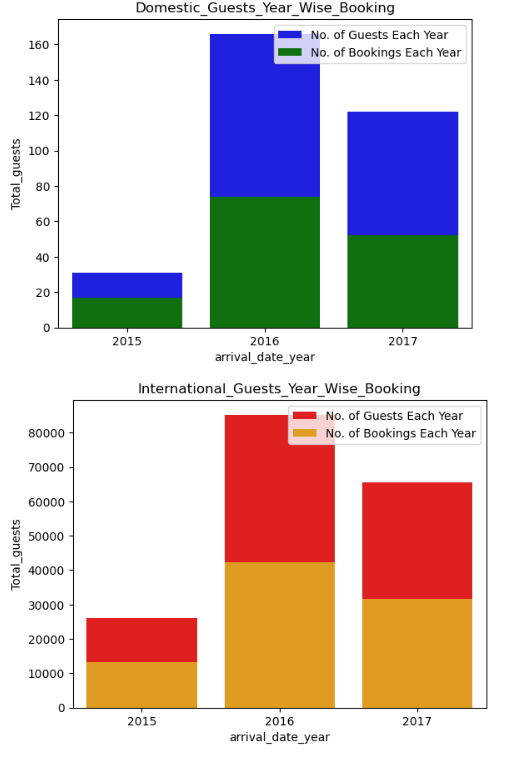 Domestic_Guests_Year_Wise_Booking
No. of Guests Each Year
No. of Bookings Each Year
160
140
120
100
80
60
40
20
0
Total_guests
2015 2016 2017
arrival_date_year
International_Guests_Year_Wise_Booking
No. of Guests Each Year
No. of Bookings Each Year
80000
70000
60000
50000
40000
30000
20000
10000
0
Total_guests
2015 2016 2017
arrival_date_year